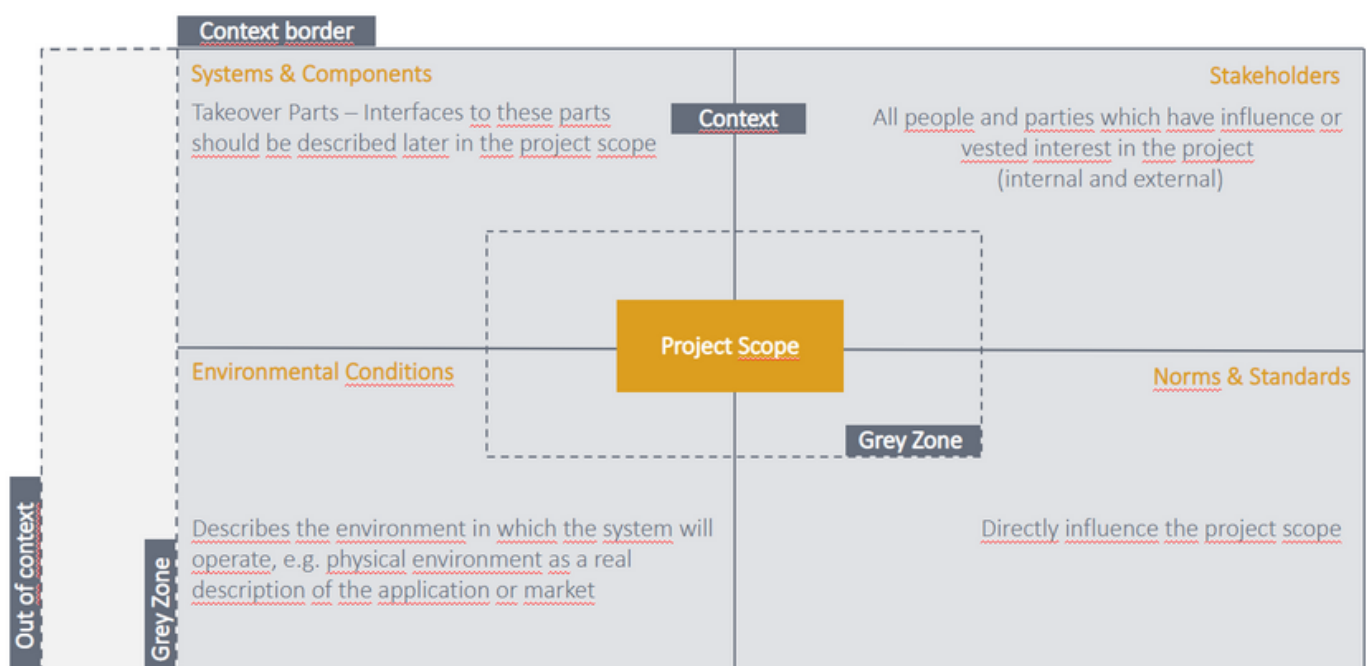 Context border
Systems & Components
Takeover Parts – Interfaces to these parts
should be described later in the project scope
Context
Stakeholders
All people and parties which have influence or
vested interest in the project
(internal and external)
Project Scope
Environmental Conditions
Norms & Standards
Grey Zone
Describes the environment in which the system will
operate, e.g. physical environment as a real
description of the application or market
Directly influence the project scope
Out of context
Grey Zone